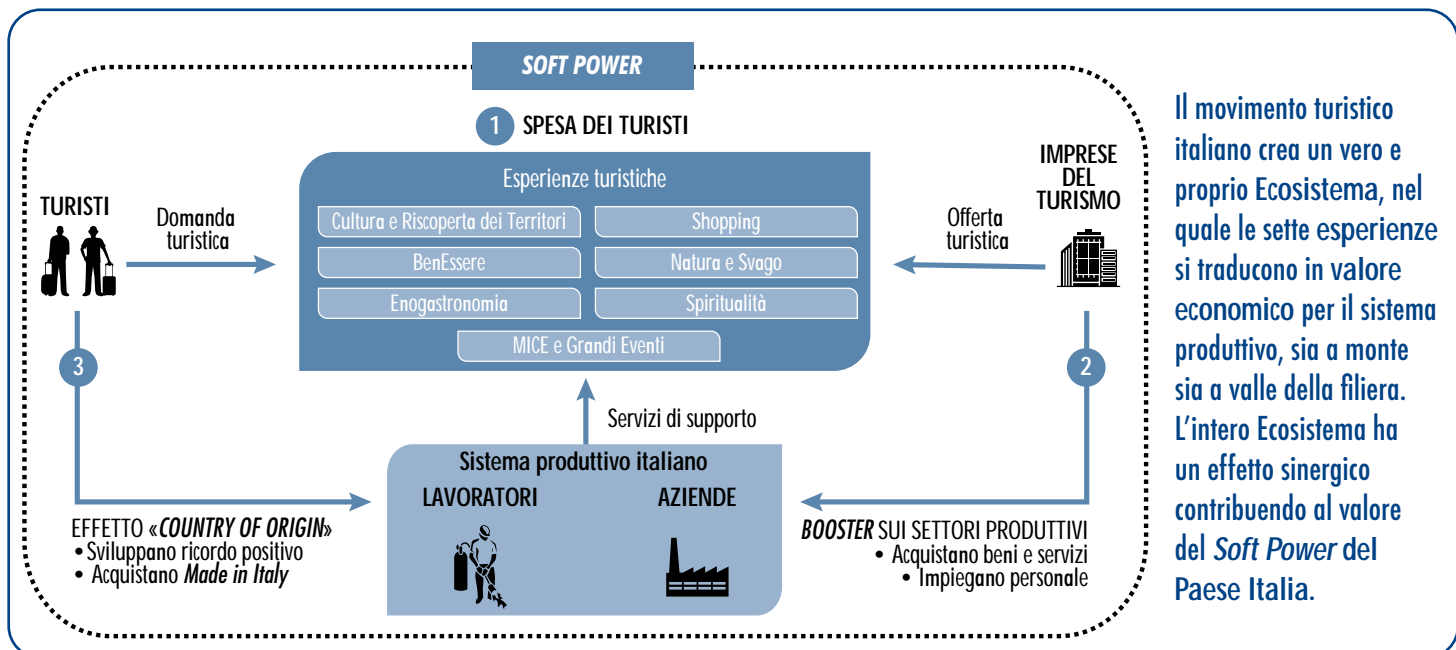 SOFT POWER
1 SPESA DEI TURISTI
Esperienze turistiche
Cultura e Riscoperta dei Territori
Shopping
BenEssere
Natura e Svago
Enogastronomia
Spiritualità
MICE e Grandi Eventi
TURISTI
Domanda
turistica
IMPRESE
DEL
TURISMO
Offerta
turistica
3
2
Servizi di supporto
Sistema produttivo italiano
LAVORATORI
AZIENDE
EFFETTO «COUNTRY OF ORIGIN»
• Sviluppano ricordo positivo
• Acquistano Made in Italy
BOOSTER SUI SETTORI PRODUTTIVI
• Acquistano beni e servizi
• Impiegano personale
Il movimento turistico
italiano crea un vero e
proprio Ecosistema, nel
quale le sette esperienze
si traducono in valore
economico per il sistema
produttivo, sia a monte
sia a valle della filiera.
L'intero Ecosistema ha
un effetto sinergico
contribuendo al valore
del Soft Power del
Paese Italia.